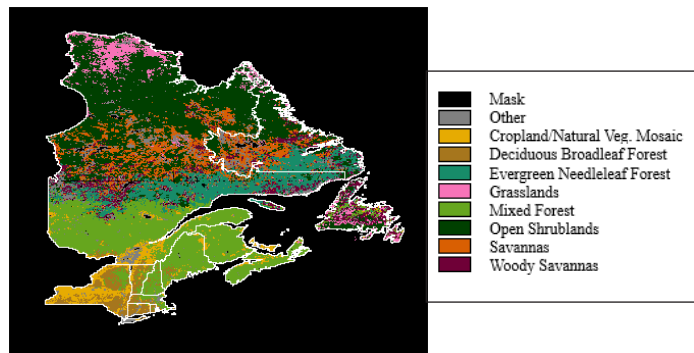 Mask
Other
Cropland/Natural Veg. Mosaic
Deciduous Broadleaf Forest
Evergreen Needleleaf Forest
Grasslands
Mixed Forest
Open Shrublands
Savannas
Woody Savannas